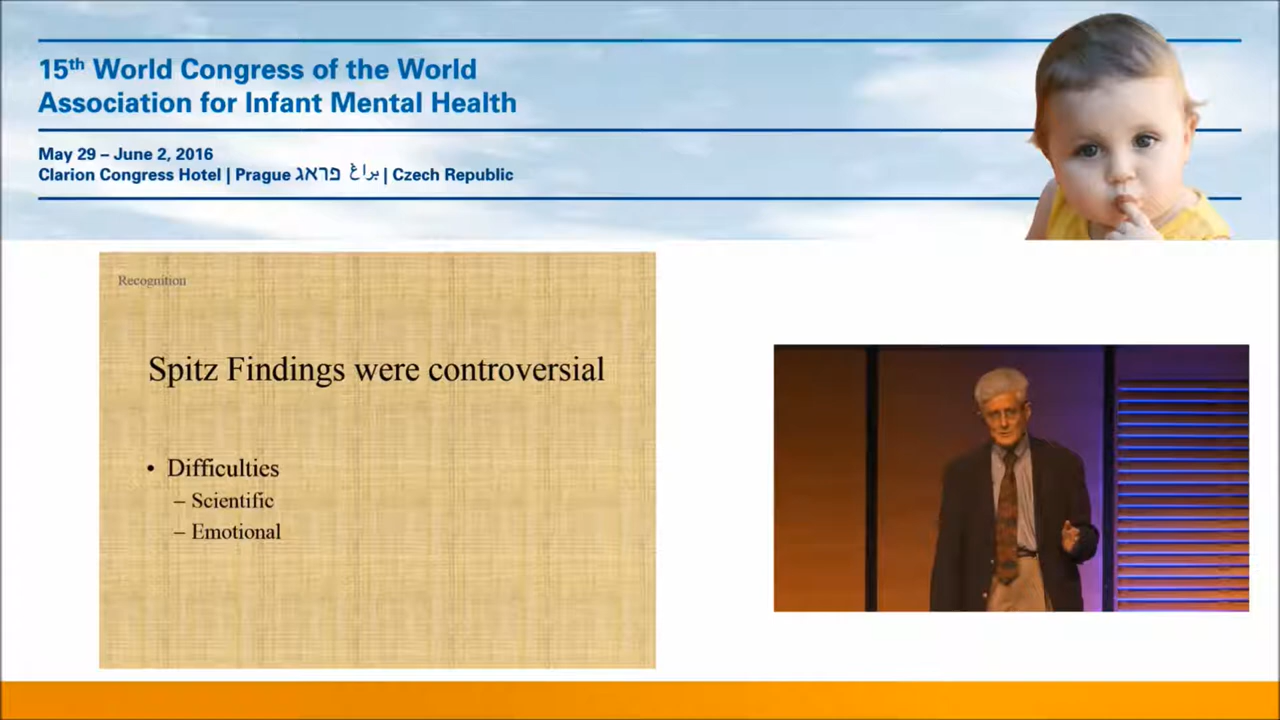 15th World Congress of the World
Association for Infant Mental Health
May 29 – June 2, 2016
Clarion Congress Hotel | Prague פראג براغ | Czech Republic
Recognition
Spitz Findings were controversial
• Difficulties
– Scientific
– Emotional